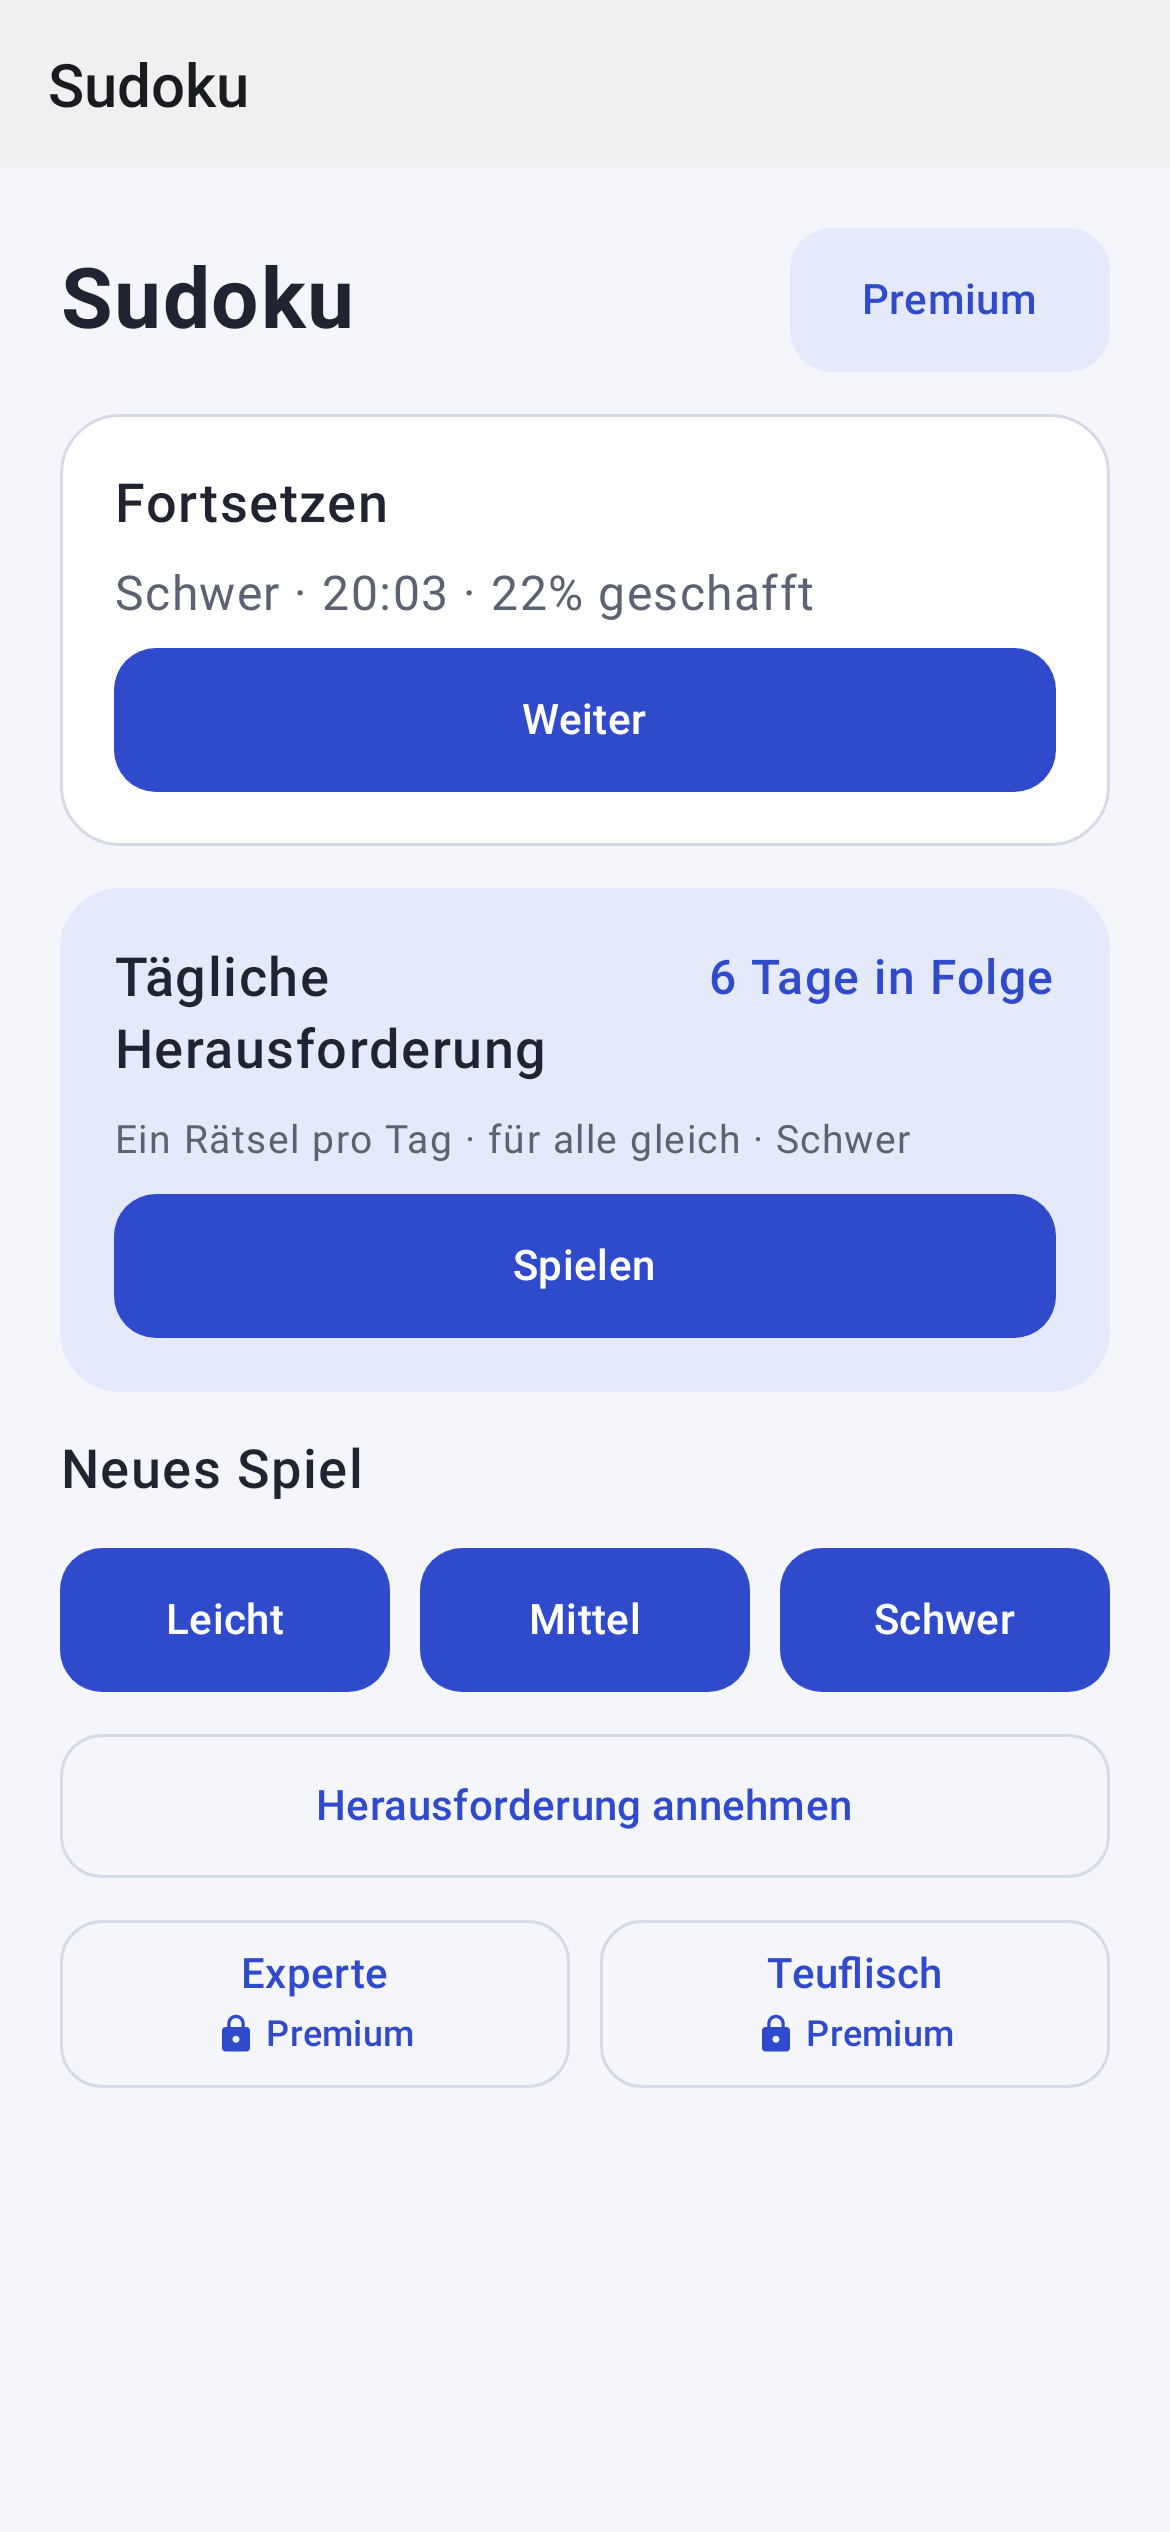 Sudoku
Sudoku
Premium
Fortsetzen
Schwer · 20:03 · 22% geschafft
Weiter
Tägliche
Herausforderung
6 Tage in Folge
Ein Rätsel pro Tag · für alle gleich · Schwer
Spielen
Neues Spiel
Leicht
Mittel
Schwer
Herausforderung annehmen
Experte
Premium
Teuflisch
Premium